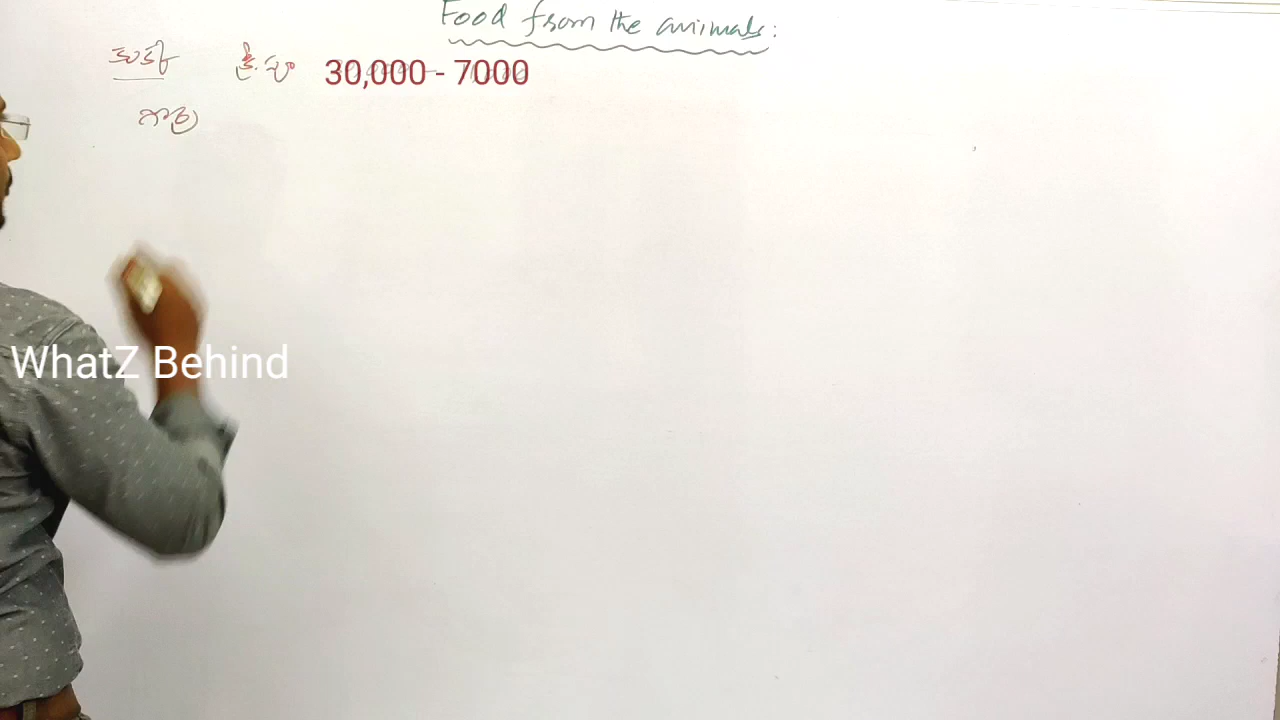 Food from the animals:
కుక్క క్రీ.పూ 30,000 - 7000
గాడి
WhatZ Behind